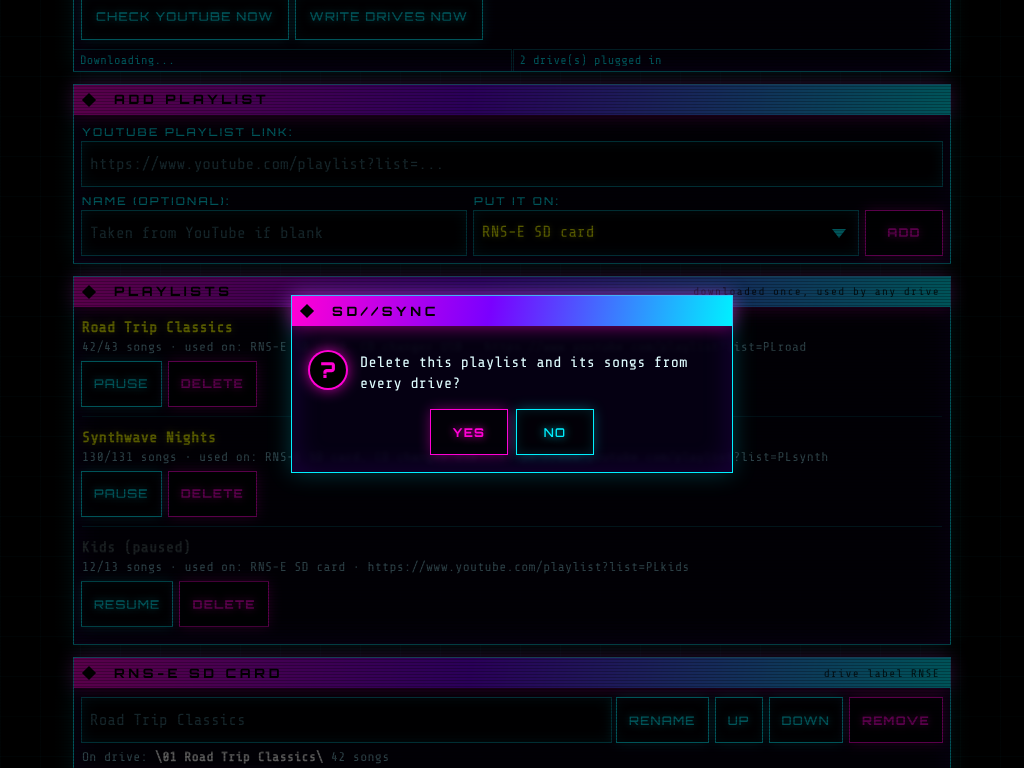 CHECK YOUTUBE NOW
WRITE DRIVES NOW
Downloading...
2 drive(s) plugged in
ADD PLAYLIST
YOUTUBE PLAYLIST LINK:
https://www.youtube.com/playlist?list=...
NAME (OPTIONAL):
PUT IT ON:
Taken from YouTube if blank
RNS-E SD card
ADD
PLAYLISTS
downloaded once, used by any drive
SD//SYNC
Delete this playlist and its songs from
every drive?
YES
NO
Road Trip Classics
42/43 songs · used on: RNS-E
ist=PLroad
PAUSE
DELETE
Synthwave Nights
130/131 songs · used on: RNS-
?list=PLsynth
PAUSE
DELETE
Kids (paused)
12/13 songs · used on: RNS-E SD card · https://www.youtube.com/playlist?list=PLkids
RESUME
DELETE
RNS-E SD CARD
drive label RNSE
Road Trip Classics
RENAME
UP
DOWN
REMOVE
On drive: \01 Road Trip Classics\ 42 songs